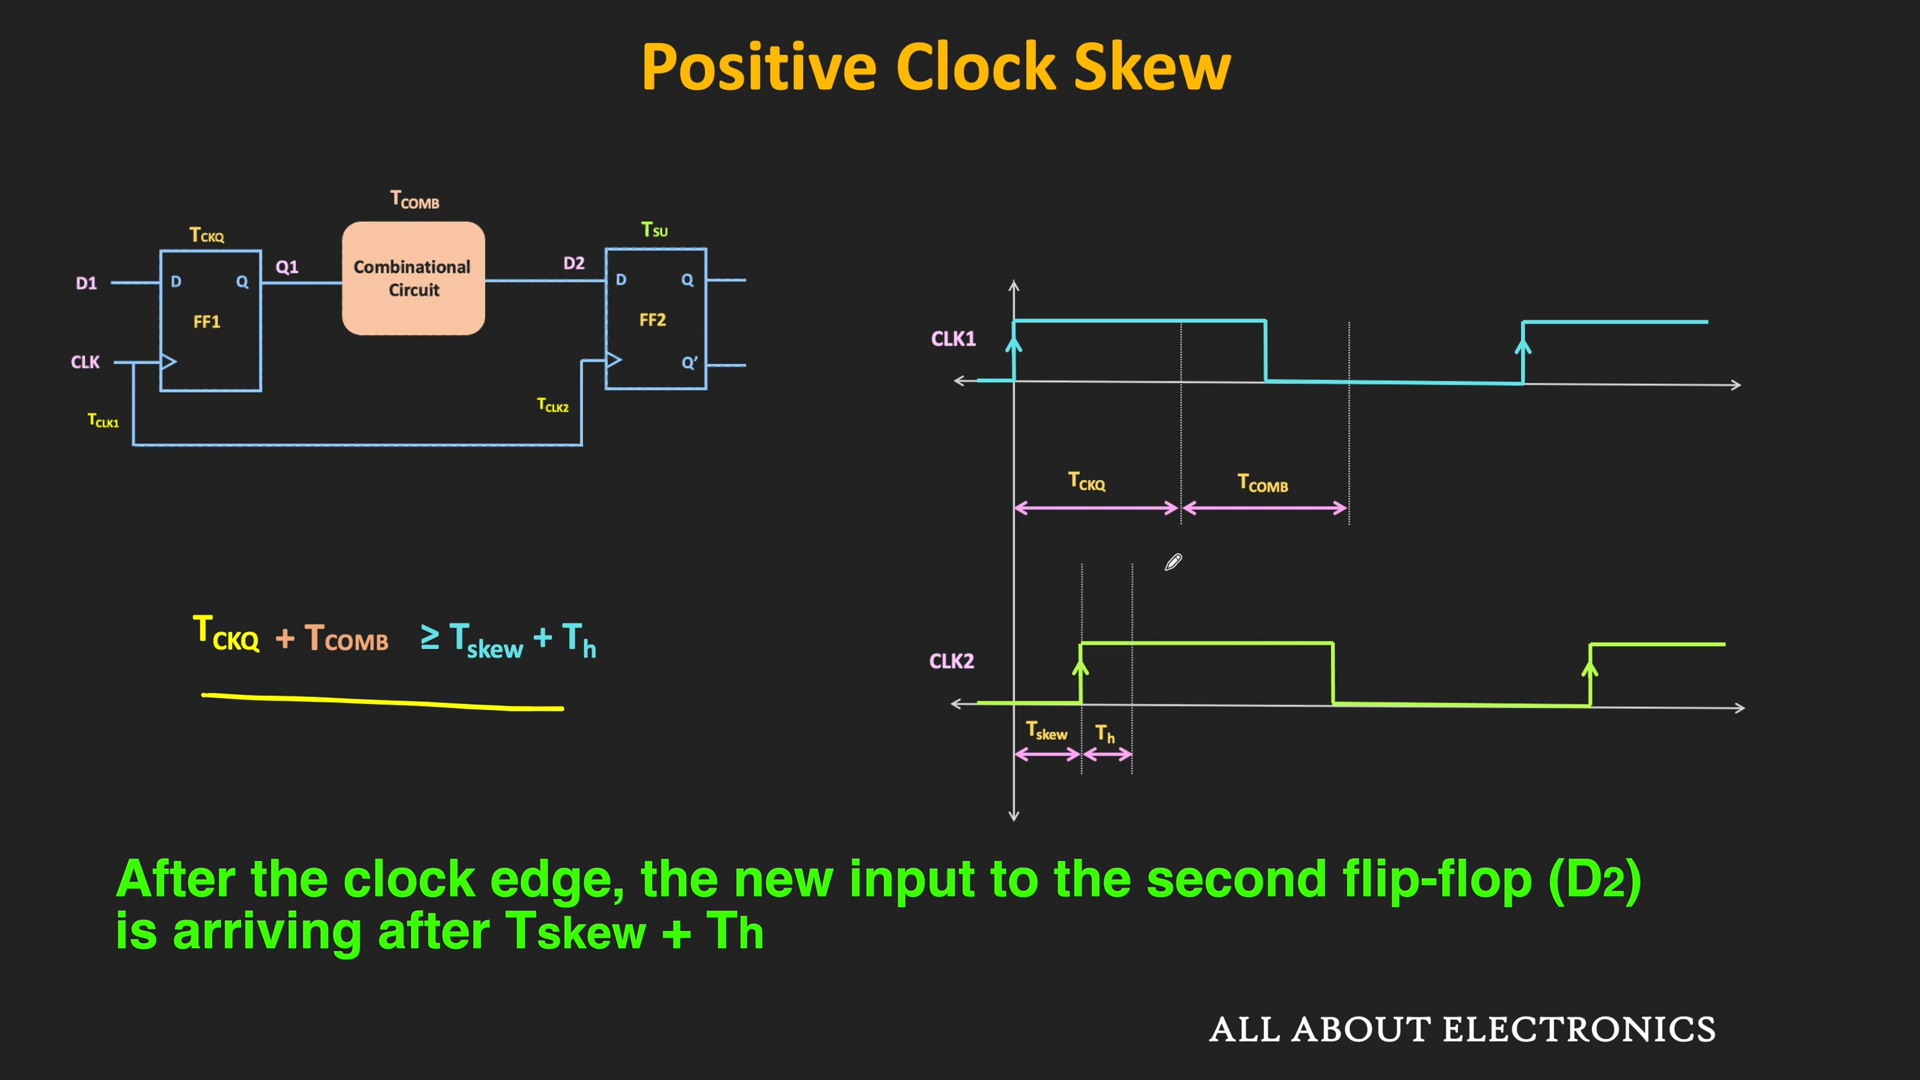 Positive Clock Skew
TCOMB
TCKQ
TSU
D1
D
Q
Q1
Combinational
Circuit
D2
D
Q
FF1
FF2
CLK
Q'
TCLK1
TCLK2
CLK1
TCKQ
TCOMB
TCKQ + TCOMB ≥ Tskew + Th
CLK2
Tskew
Th
After the clock edge, the new input to the second flip-flop (D2)
is arriving after Tskew + Th
ALL ABOUT ELECTRONICS